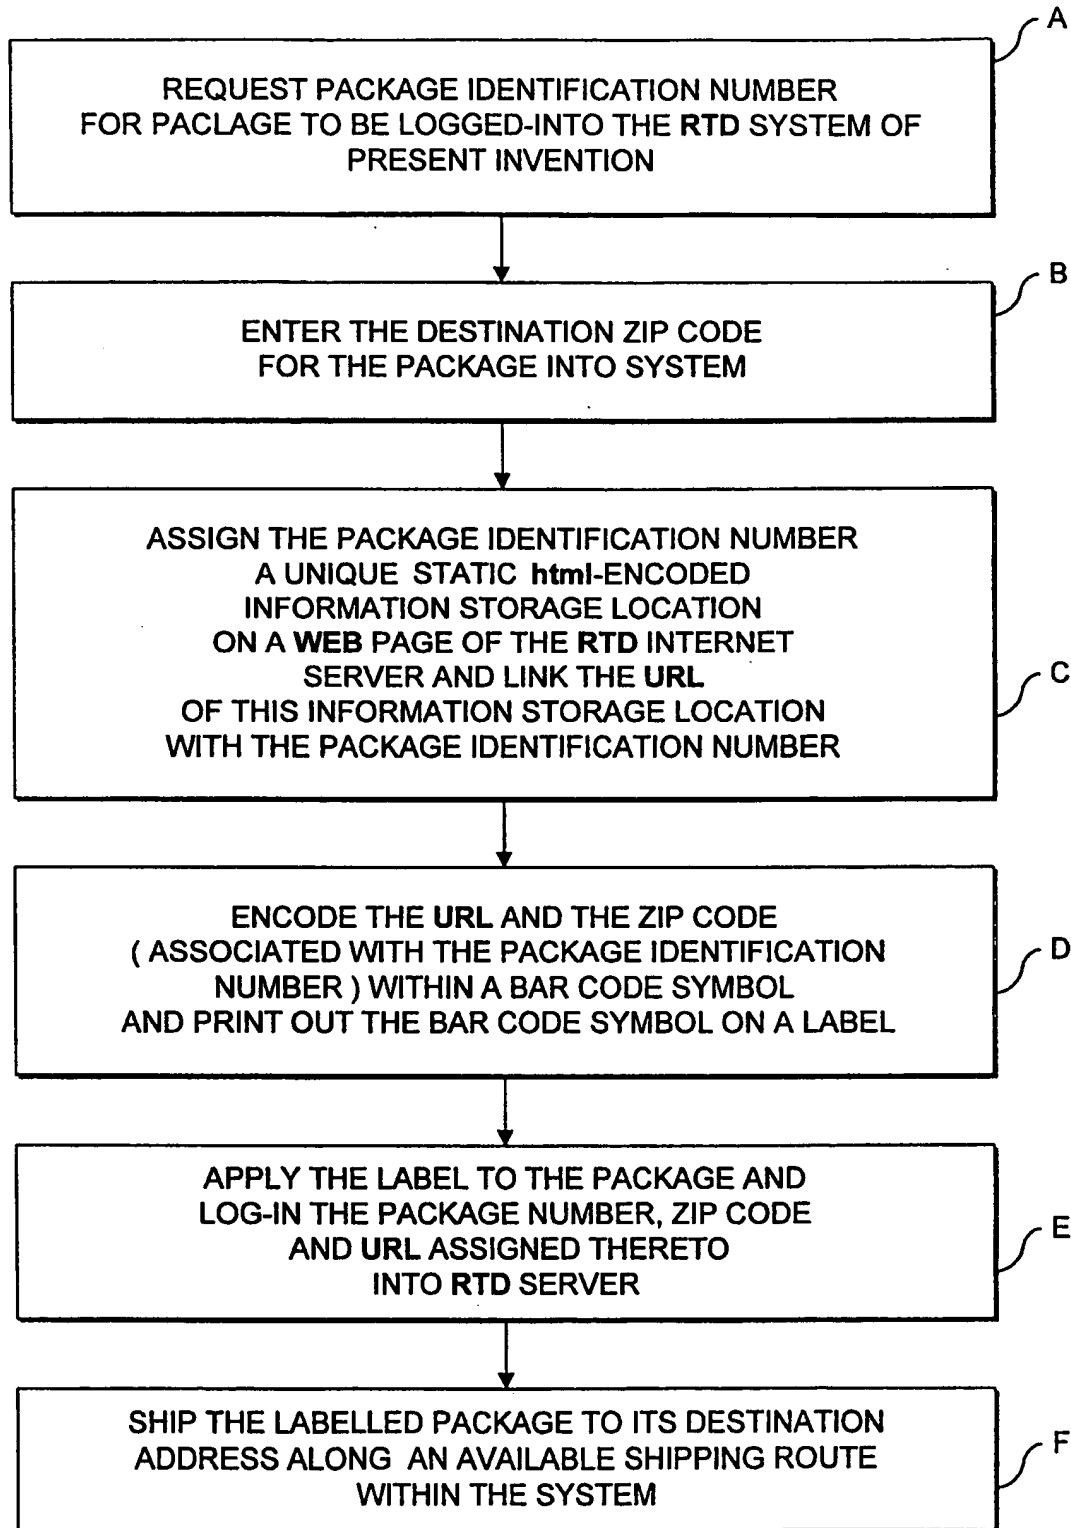 A
REQUEST PACKAGE IDENTIFICATION NUMBER
FOR PACLAGE TO BE LOGGED-INTO THE RTD SYSTEM OF
PRESENT INVENTION
B
ENTER THE DESTINATION ZIP CODE
FOR THE PACKAGE INTO SYSTEM
ASSIGN THE PACKAGE IDENTIFICATION NUMBER
A UNIQUE STATIC html-ENCODED
INFORMATION STORAGE LOCATION
ON A WEB PAGE OF THE RTD INTERNET
SERVER AND LINK THE URL
OF THIS INFORMATION STORAGE LOCATION
WITH THE PACKAGE IDENTIFICATION NUMBER
C
ENCODE THE URL AND THE ZIP CODE
( ASSOCIATED WITH THE PACKAGE IDENTIFICATION
NUMBER ) WITHIN A BAR CODE SYMBOL
AND PRINT OUT THE BAR CODE SYMBOL ON A LABEL
D
APPLY THE LABEL TO THE PACKAGE AND
LOG-IN THE PACKAGE NUMBER, ZIP CODE
AND URL ASSIGNED THERETO
INTO RTD SERVER
E
SHIP THE LABELLED PACKAGE TO ITS DESTINATION
ADDRESS ALONG AN AVAILABLE SHIPPING ROUTE
WITHIN THE SYSTEM
F